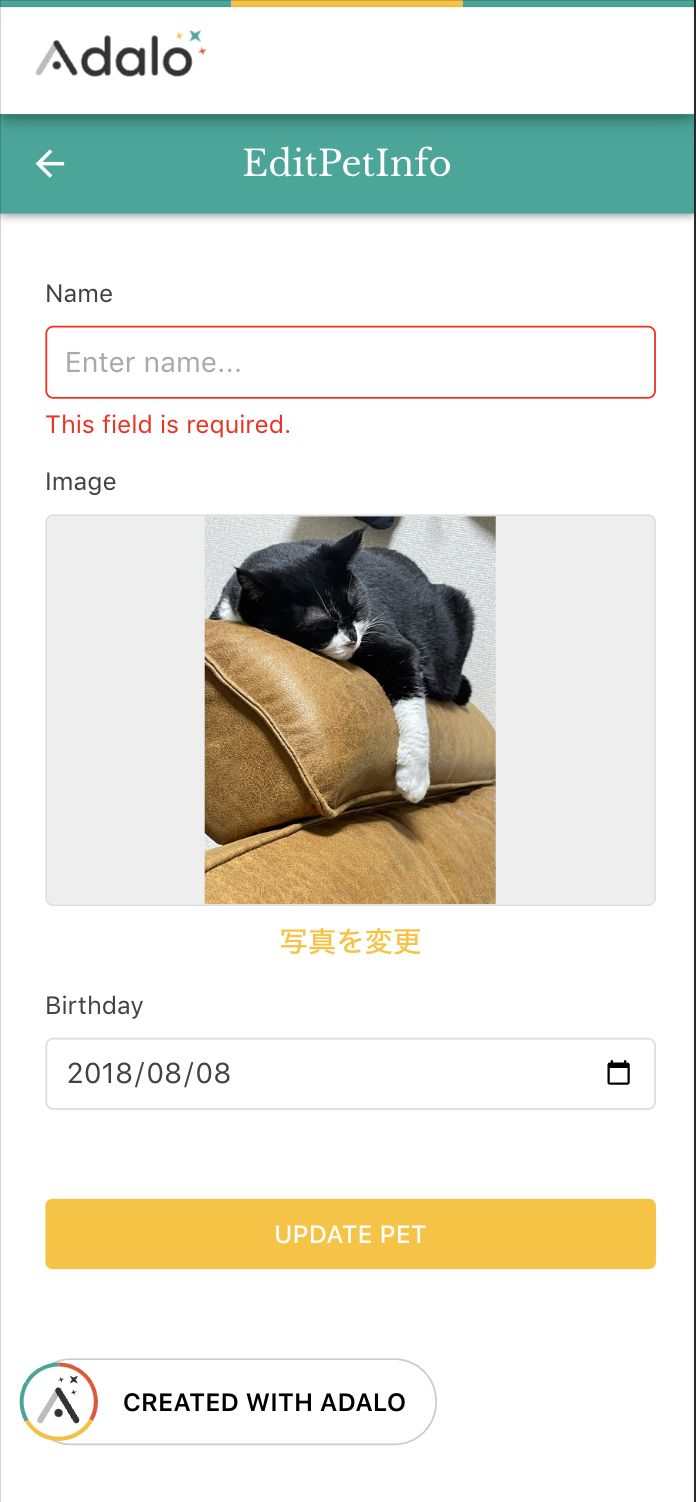 Adalo
EditPetInfo
Name
Enter name...
This field is required.
Image
写真を変更
Birthday
2018/08/08
UPDATE PET
CREATED WITH ADALO